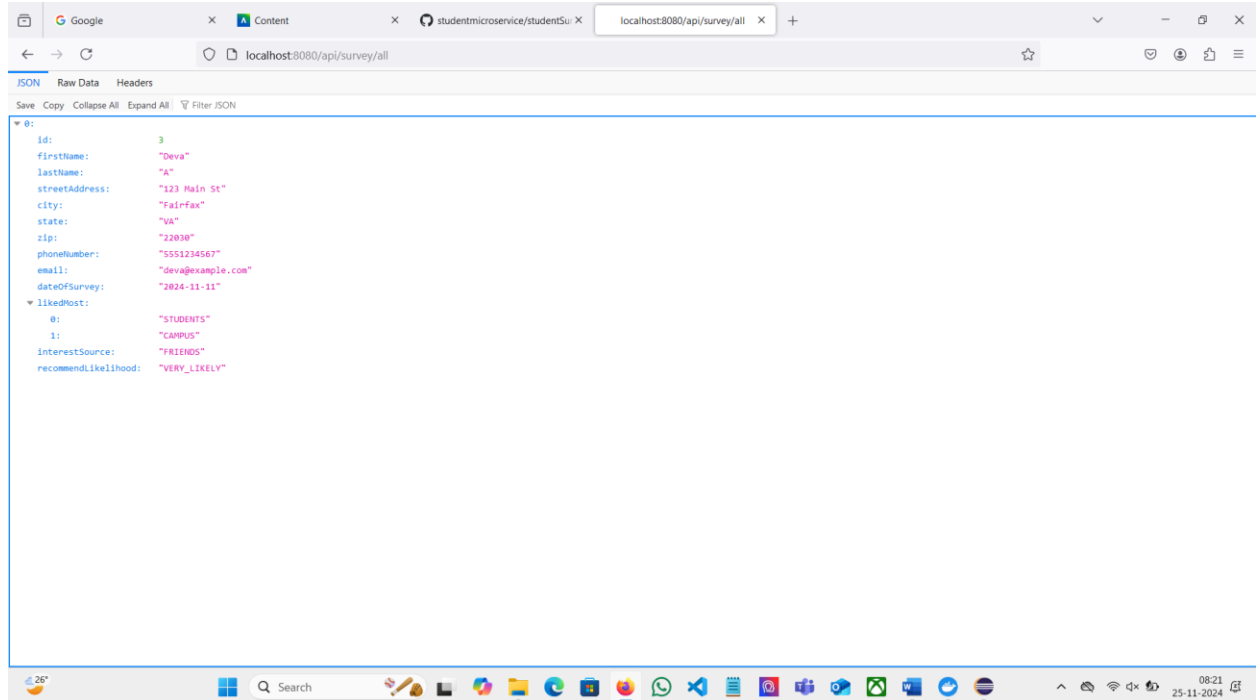 Google
Content
studentmicroservice/studentSur
localhost:8080/api/survey/all
localhost:8080/api/survey/all
JSON Raw Data Headers
Save Copy Collapse All Expand All Filter JSON
0:
id: 3
firstName: "Deva"
lastName: "A"
streetAddress: "123 Main St"
city: "Fairfax"
state: "VA"
zip: "22030"
phoneNumber: "5551234567"
email: "deva@example.com"
dateOfSurvey: "2024-11-11"
likedMost:
0: "STUDENTS"
1: "CAMPUS"
interestSource: "FRIENDS"
recommendLikelihood: "VERY_LIKELY"
26°
Search
08:21
25-11-2024